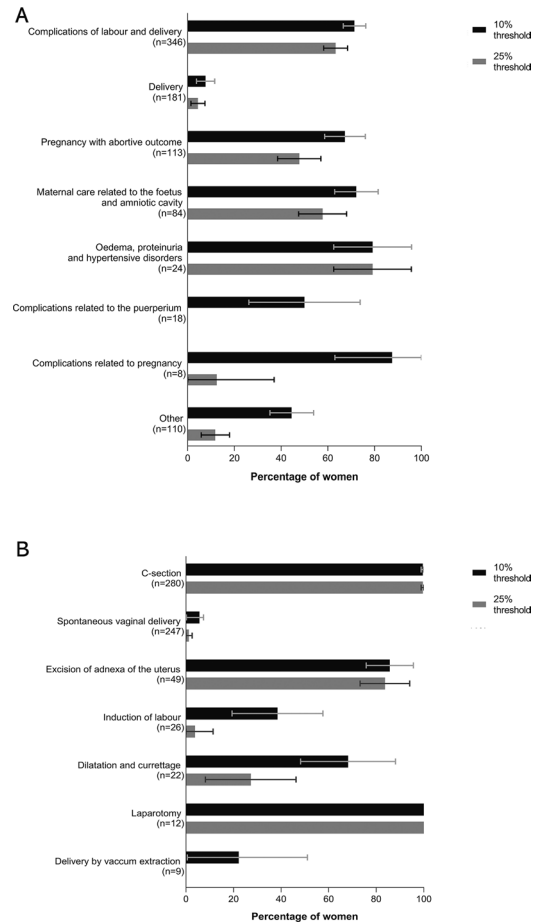 A
10%
threshold
25%
threshold
Complications of labour and delivery
(n=346)
Delivery
(n=181)
Pregnancy with abortive outcome
(n=113)
Maternal care related to the foetus
and amniotic cavity
(n=84)
Oedema, proteinuria
and hypertensive disorders
(n=24)
Complications related to the puerperium
(n=18)
Complications related to pregnancy
(n=8)
Other
(n=110)
0 20 40 60 80 100
Percentage of women
B
10%
threshold
25%
threshold
C-section
(n=280)
Spontaneous vaginal delivery
(n=247)
Excision of adnexa of the uterus
(n=49)
Induction of labour
(n=26)
Dilatation and currettage
(n=22)
Laparotomy
(n=12)
Delivery by vaccum extraction
(n=9)
0 20 40 60 80 100
Percentage of women